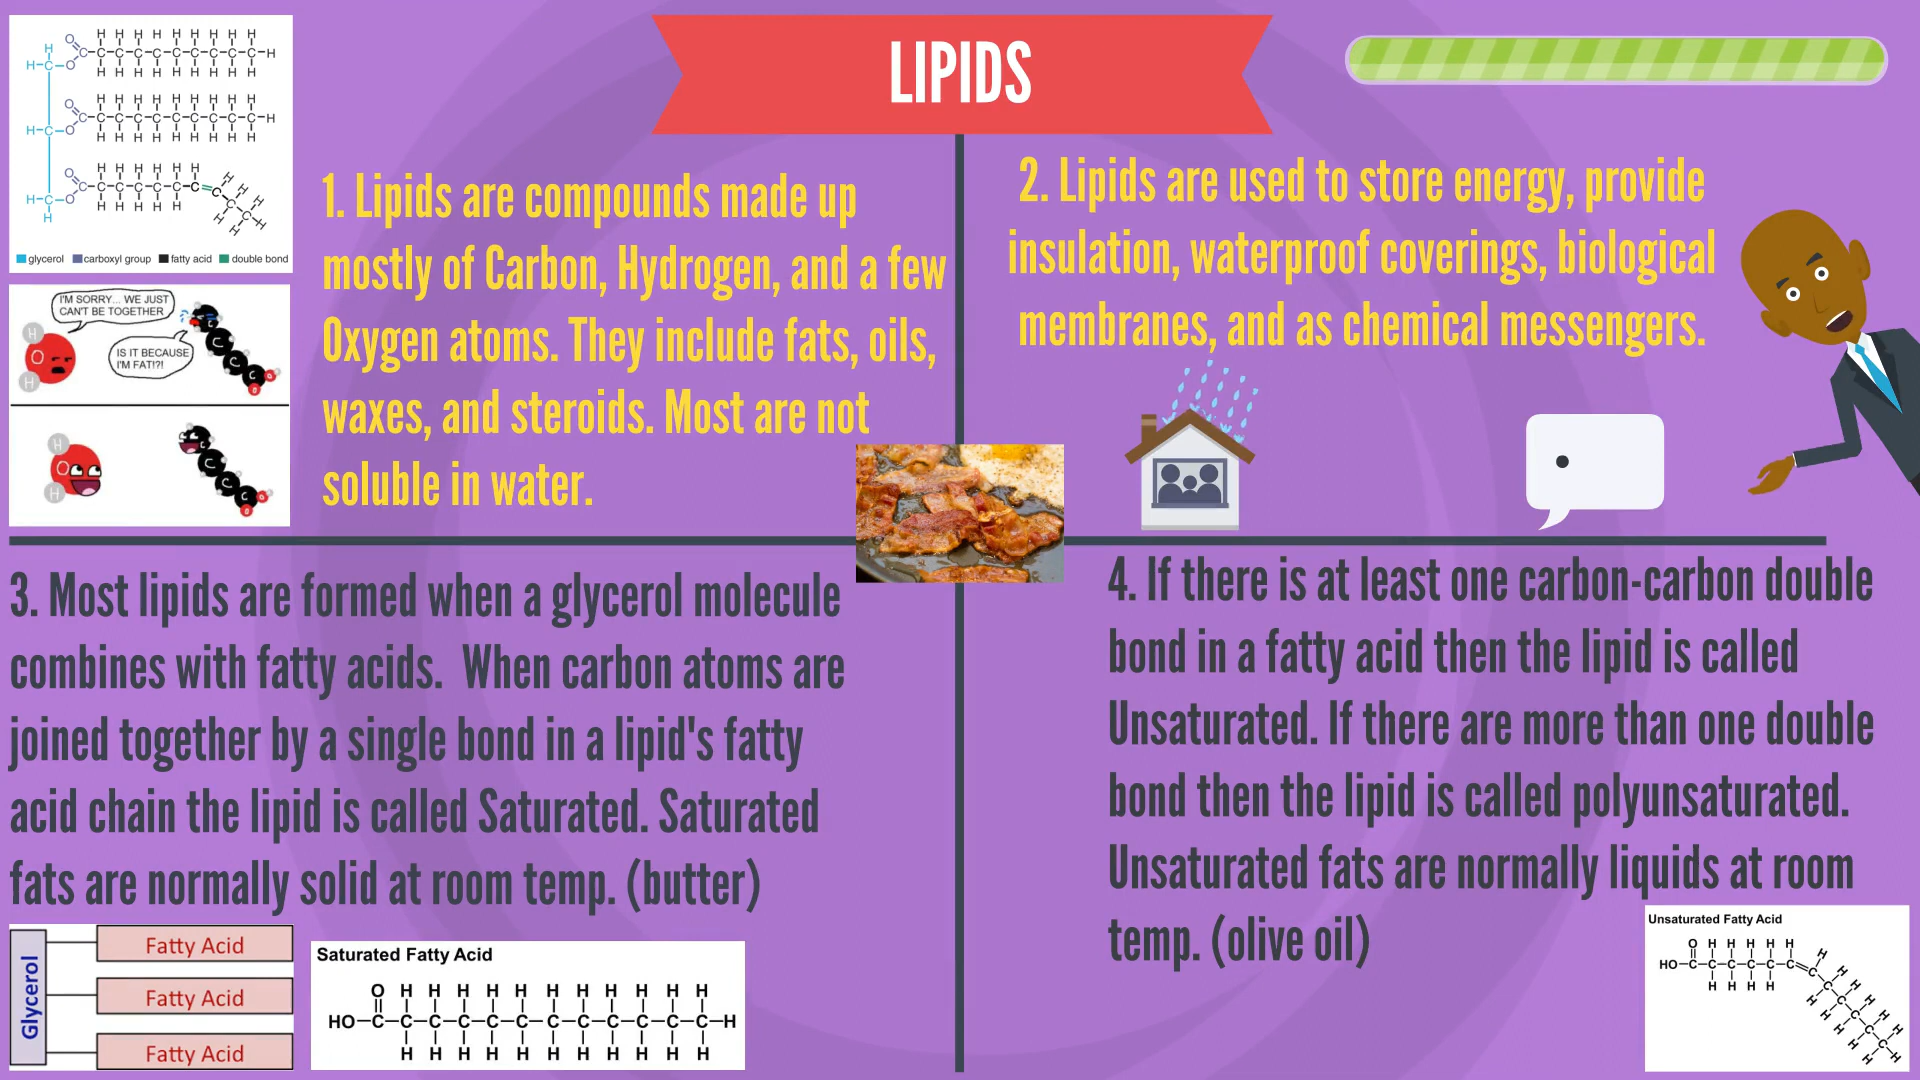 LIPIDS
glycerol carboxyl group fatty acid double bond
I'M SORRY... WE JUST
CAN'T BE TOGETHER
IS IT BECAUSE
I'M FAT!?!
1. Lipids are compounds made up
mostly of Carbon, Hydrogen, and a few
Oxygen atoms. They include fats, oils,
waxes, and steroids. Most are not
soluble in water.
2. Lipids are used to store energy, provide
insulation, waterproof coverings, biological
membranes, and as chemical messengers.
3. Most lipids are formed when a glycerol molecule
combines with fatty acids. When carbon atoms are
joined together by a single bond in a lipid's fatty
acid chain the lipid is called Saturated. Saturated
fats are normally solid at room temp. (butter)
Glycerol
Fatty Acid
Fatty Acid
Fatty Acid
Saturated Fatty Acid
O H H H H H H H H H H H
HO-C-C-C-C-C-C-C-C-C-C-C-C-H
H H H H H H H H H H H
4. If there is at least one carbon-carbon double
bond in a fatty acid then the lipid is called
Unsaturated. If there are more than one double
bond then the lipid is called polyunsaturated.
Unsaturated fats are normally liquids at room
temp. (olive oil)
Unsaturated Fatty Acid